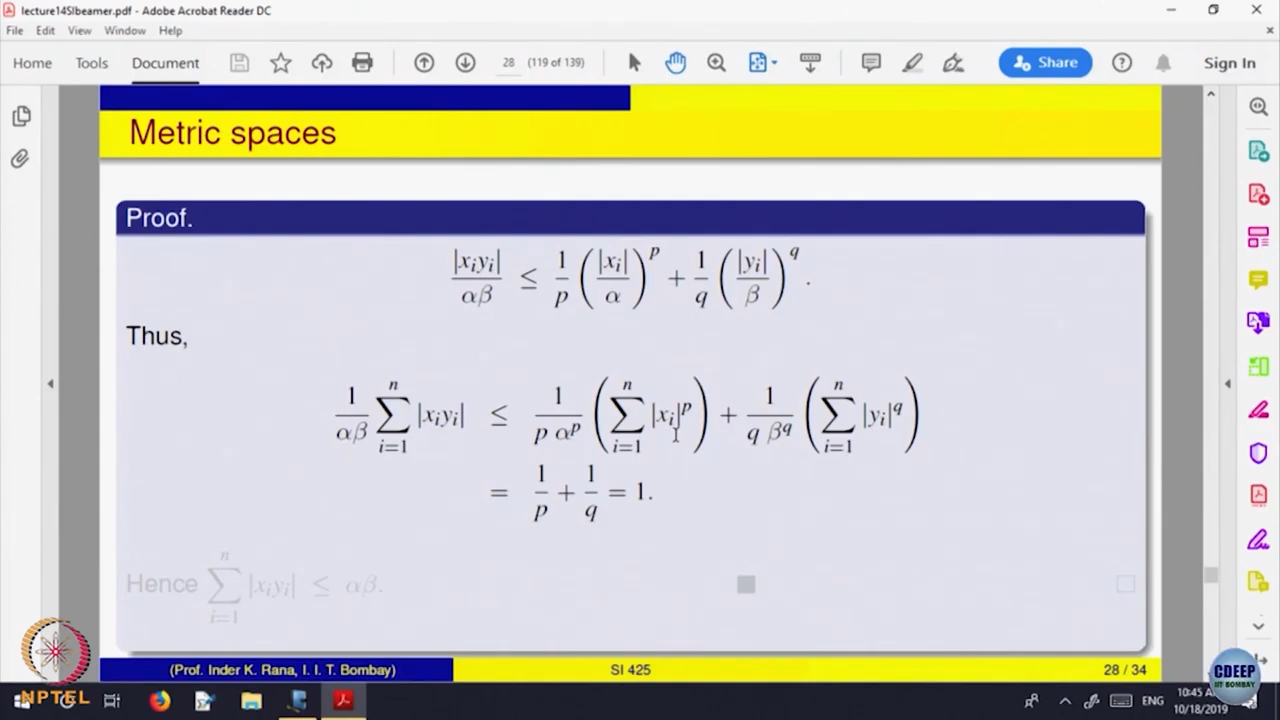 lecture14SIbeamer.pdf - Adobe Acrobat Reader DC
File Edit View Window Help
Home Tools Document 28 (119 of 139) Share Sign In
Metric spaces
Proof.
|x_i y_i| / αβ ≤ 1/p (|x_i| / α)^p + 1/q (|y_i| / β)^q .
Thus,
1/αβ ∑_{i=1}^n |x_i y_i| ≤ 1/(p α^p) (∑_{i=1}^n |x_i|^p) + 1/(q β^q) (∑_{i=1}^n |y_i|^q)
= 1/p + 1/q = 1.
Hence ∑_{i=1}^n |x_i y_i| ≤ αβ.
(Prof. Inder K. Rana, I. I. T. Bombay) SI 425 28 / 34
NPTEL
CDEEP
IIT BOMBAY
ENG
10:45
10/18/2019